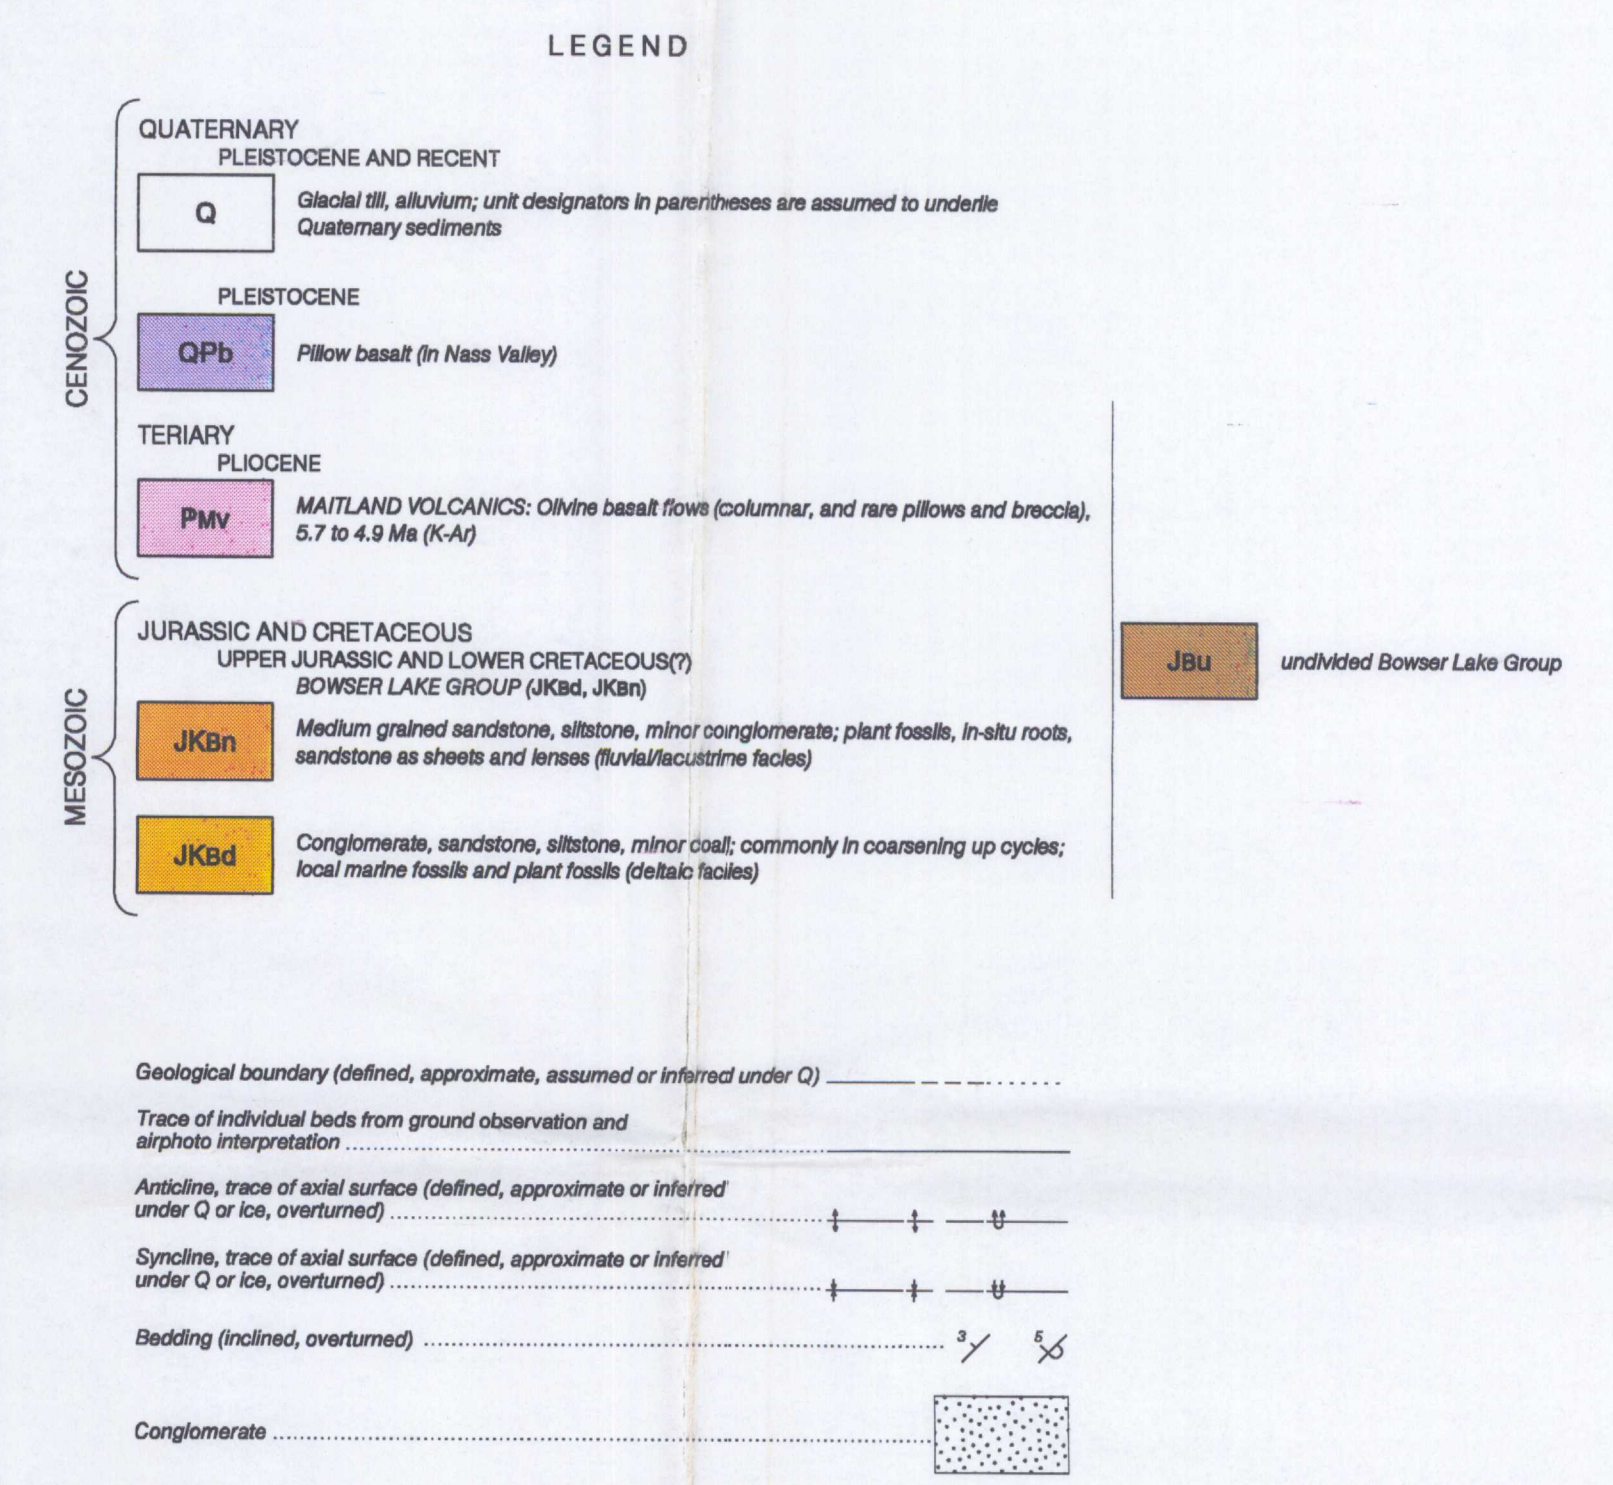 LEGEND
CENOZOIC
QUATERNARY
PLEISTOCENE AND RECENT
Q
Glacial till, alluvium; unit designators in parentheses are assumed to underlie
Quaternary sediments
PLEISTOCENE
QPb
Pillow basalt (in Nass Valley)
TERIARY
PLIOCENE
PMv
MAITLAND VOLCANICS: Olivine basalt flows (columnar, and rare pillows and breccia),
5.7 to 4.9 Ma (K-Ar)
MESOZOIC
JURASSIC AND CRETACEOUS
UPPER JURASSIC AND LOWER CRETACEOUS(?)
BOWSER LAKE GROUP (JKBd, JKBn)
JKBn
Medium grained sandstone, siltstone, minor coinglomerate; plant fossils, in-situ roots,
sandstone as sheets and lenses (fluvial/lacustrime facies)
JKBd
Conglomerate, sandstone, siltstone, minor coal; commonly in coarsening up cycles;
local marine fossils and plant fossils (deltaic faciies)
JBu
undivided Bowser Lake Group
Geological boundary (defined, approximate, assumed or inferred under Q)
Trace of individual beds from ground observation and
airphoto interpretation
Anticline, trace of axial surface (defined, approximate or inferred
under Q or ice, overturned)
Syncline, trace of axial surface (defined, approximate or inferred
under Q or ice, overturned)
Bedding (inclined, overturned) 3 5
Conglomerate